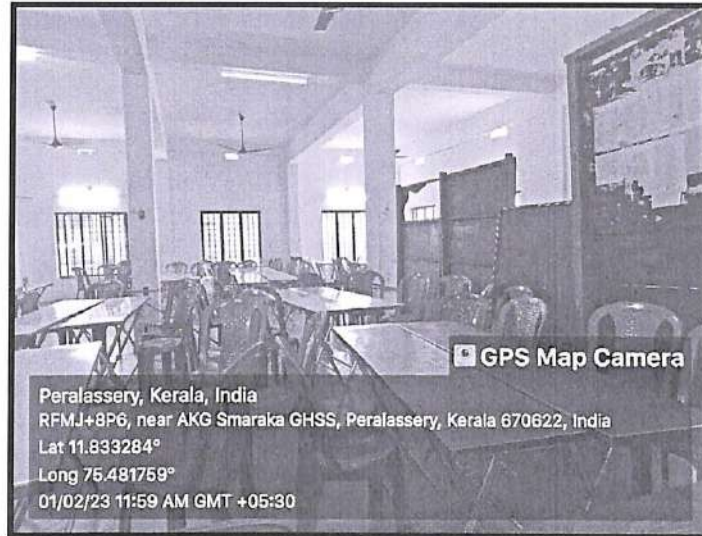 GPS Map Camera
Peralassery, Kerala, India
RFMJ+8P6, near AKG Smaraka GHSS, Peralassery, Kerala 670622, India
Lat 11.833284°
Long 75.481759°
01/02/23 11:59 AM GMT +05:30